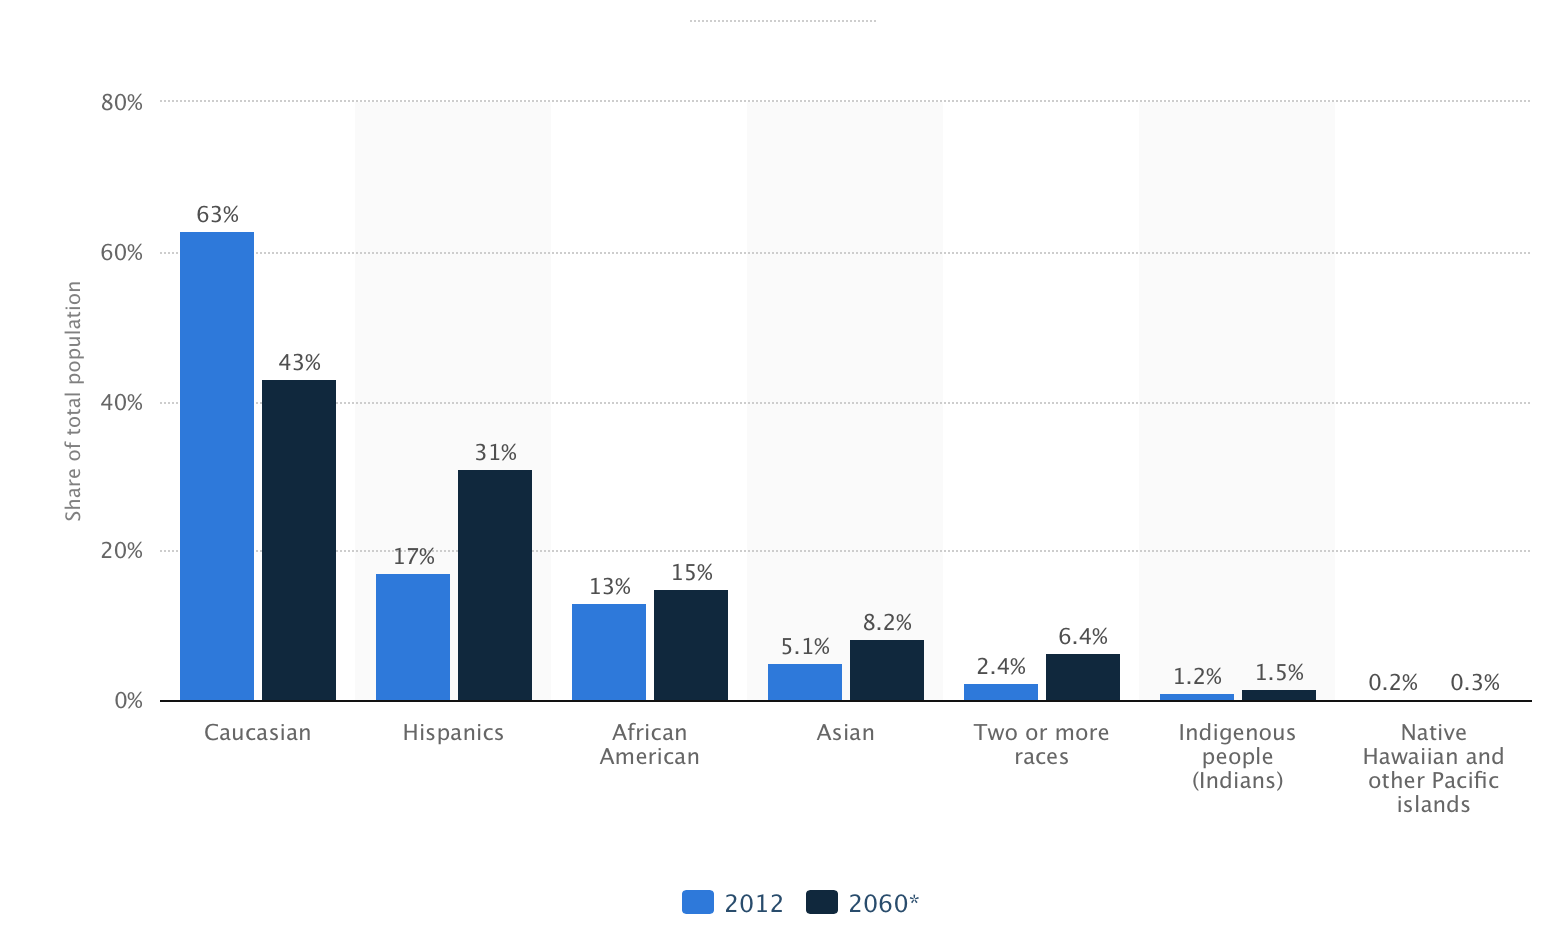 80%
60%
40%
20%
0%
Share of total population
63%
43%
17%
31%
13%
15%
5.1%
8.2%
2.4%
6.4%
1.2%
1.5%
0.2%
0.3%
Caucasian
Hispanics
African
American
Asian
Two or more
races
Indigenous
people
(Indians)
Native
Hawaiian and
other Pacific
islands
2012
2060*